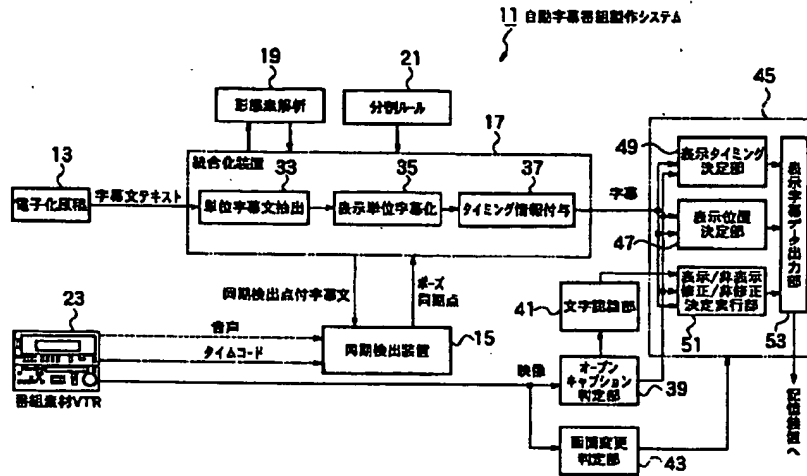 11 自動字幕番組製作システム
19
形態素解析
21
分割ルール
17
統合化装置
13
電子化原稿
字幕文テキスト
33
単位字幕文抽出
35
表示単位字幕化
37
タイミング情報付与
字幕
45
49
表示タイミング
決定部
47
表示位置
決定部
表示/非表示
修正/非修正
決定実行部
51
表示字幕データ出力部
53
記憶装置へ
同期検出点付字幕文
ポーズ
同期点
41
文字認識部
23
音声
タイムコード
同期検出装置
15
映像
オープン
キャプション
判定部
39
番組素材VTR
画面変更
判定部
43